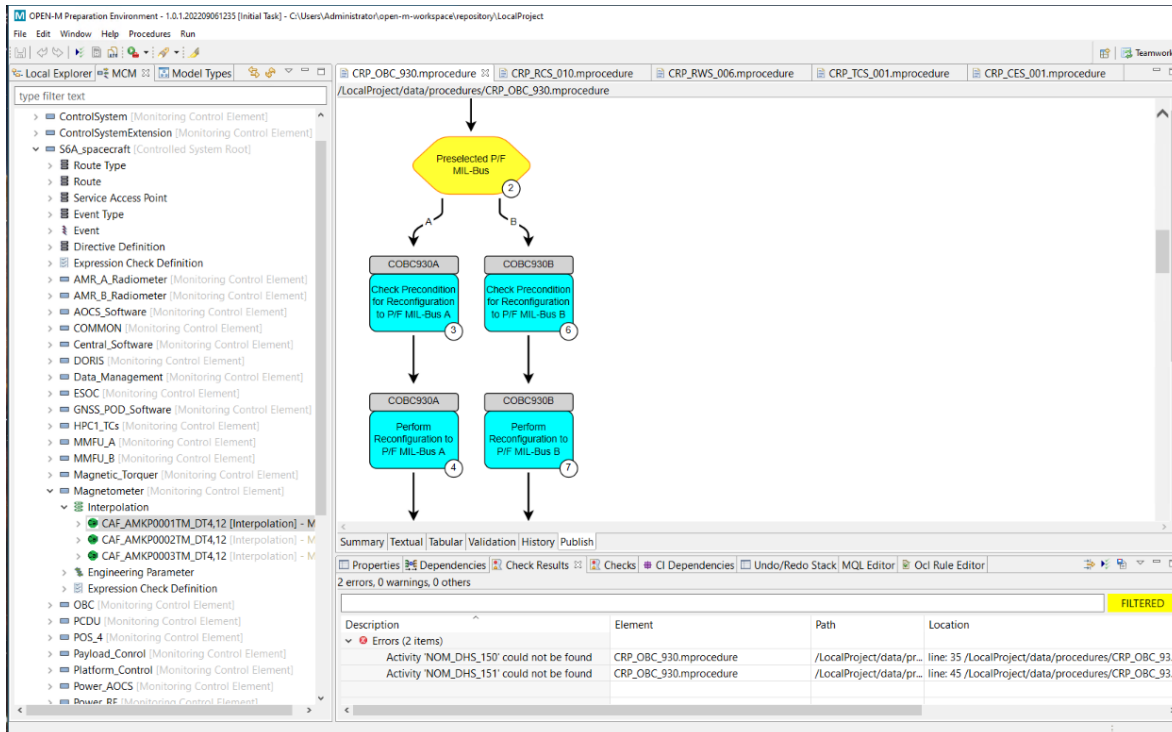 OPEN-M Preparation Environment - 1.0.1.202209061235 [Initial Task] - C:\Users\Administrator\open-m-workspace\repository\LocalProject
File Edit Window Help Procedures Run
Teamwork
Local Explorer MCM Model Types
type filter text
ControlSystem [Monitoring Control Element]
ControlSystemExtension [Monitoring Control Element]
S6A_spacecraft [Controlled System Root]
Route Type
Route
Service Access Point
Event Type
Event
Directive Definition
Expression Check Definition
AMR_A_Radiometer [Monitoring Control Element]
AMR_B_Radiometer [Monitoring Control Element]
AOCS_Software [Monitoring Control Element]
COMMON [Monitoring Control Element]
Central_Software [Monitoring Control Element]
DORIS [Monitoring Control Element]
Data_Management [Monitoring Control Element]
ESOC [Monitoring Control Element]
GNSS_POD_Software [Monitoring Control Element]
HPC1_TCs [Monitoring Control Element]
MMFU_A [Monitoring Control Element]
MMFU_B [Monitoring Control Element]
Magnetic_Torquer [Monitoring Control Element]
Magnetometer [Monitoring Control Element]
Interpolation
CAF_AMKP0001TM_DT4,12 [Interpolation] - M
CAF_AMKP0002TM_DT4,12 [Interpolation] - M
CAF_AMKP0003TM_DT4,12 [Interpolation] - M
Engineering Parameter
Expression Check Definition
OBC [Monitoring Control Element]
PCDU [Monitoring Control Element]
POS_4 [Monitoring Control Element]
Payload_Conrol [Monitoring Control Element]
Platform_Control [Monitoring Control Element]
Power_AOCS [Monitoring Control Element]
Power_RF [Monitoring Control Element]
CRP_OBC_930.mprocedure CRP_RCS_010.mprocedure CRP_RWS_006.mprocedure CRP_TCS_001.mprocedure CRP_CES_001.mprocedure
/LocalProject/data/procedures/CRP_OBC_930.mprocedure
Preselected P/F
MIL-Bus
2
A B
COBC930A
Check Precondition
for Reconfiguration
to P/F MIL-Bus A
3
COBC930B
Check Precondition
for Reconfiguration
to P/F MIL-Bus B
6
COBC930A
Perform
Reconfiguration to
P/F MIL-Bus A
4
COBC930B
Perform
Reconfiguration to
P/F MIL-Bus B
7
Summary Textual Tabular Validation History Publish
Properties Dependencies Check Results Checks CI Dependencies Undo/Redo Stack MQL Editor Ocl Rule Editor
2 errors, 0 warnings, 0 others
FILTERED
Description Element Path Location
Errors (2 items)
Activity 'NOM_DHS_150' could not be found CRP_OBC_930.mprocedure /LocalProject/data/pr... line: 35 /LocalProject/data/procedures/CRP_OBC_93.
Activity 'NOM_DHS_151' could not be found CRP_OBC_930.mprocedure /LocalProject/data/pr... line: 45 /LocalProject/data/procedures/CRP_OBC_93.